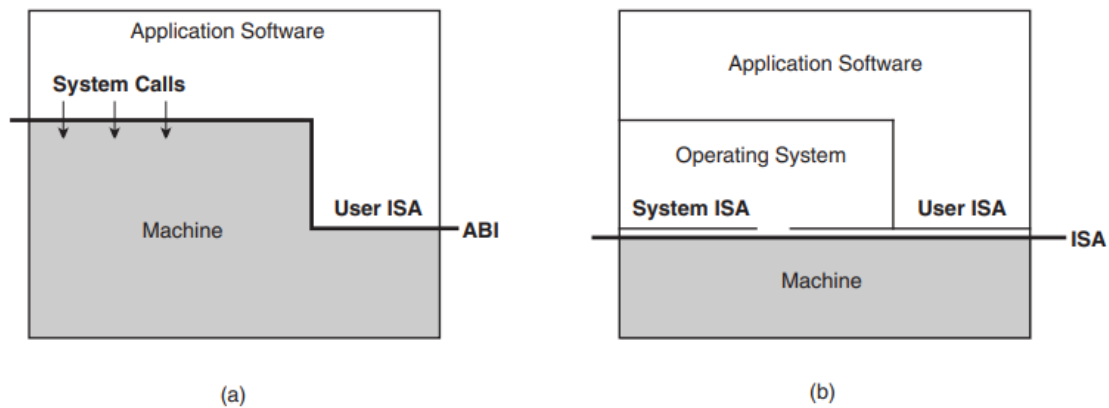 Application Software
System Calls
User ISA
Machine
ABI
(a)
Application Software
Operating System
System ISA
User ISA
ISA
Machine
(b)